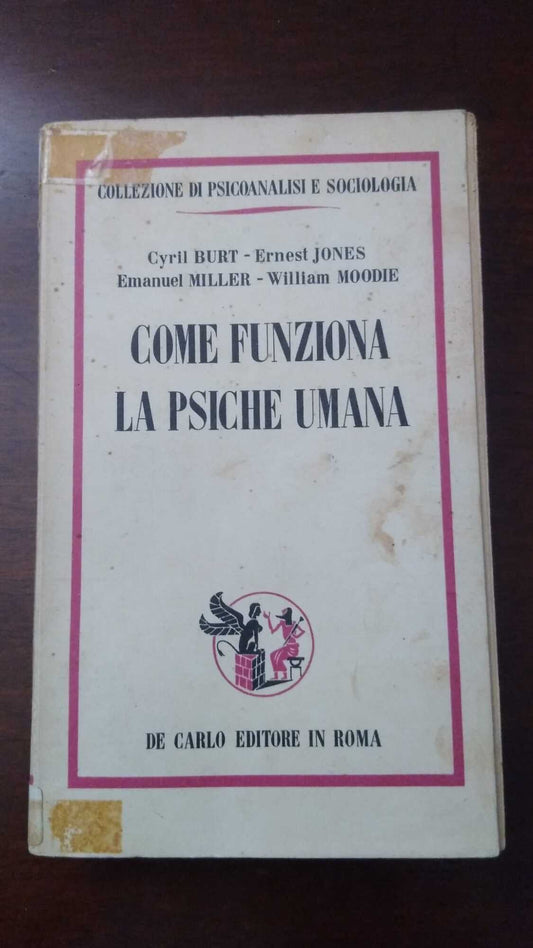 COLLEZIONE DI PSICOANALISI E SOCIOLOGIA
Cyril BURT - Ernest JONES
Emanuel MILLER - William MOODIE
COME FUNZIONA
LA PSICHE UMANA
DE CARLO EDITORE IN ROMA